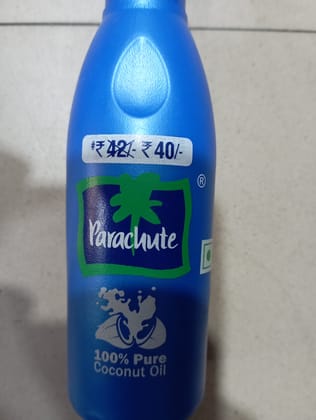 *₹ 42/- ₹ 40/-
Parachute
®
100% Pure
Coconut Oil